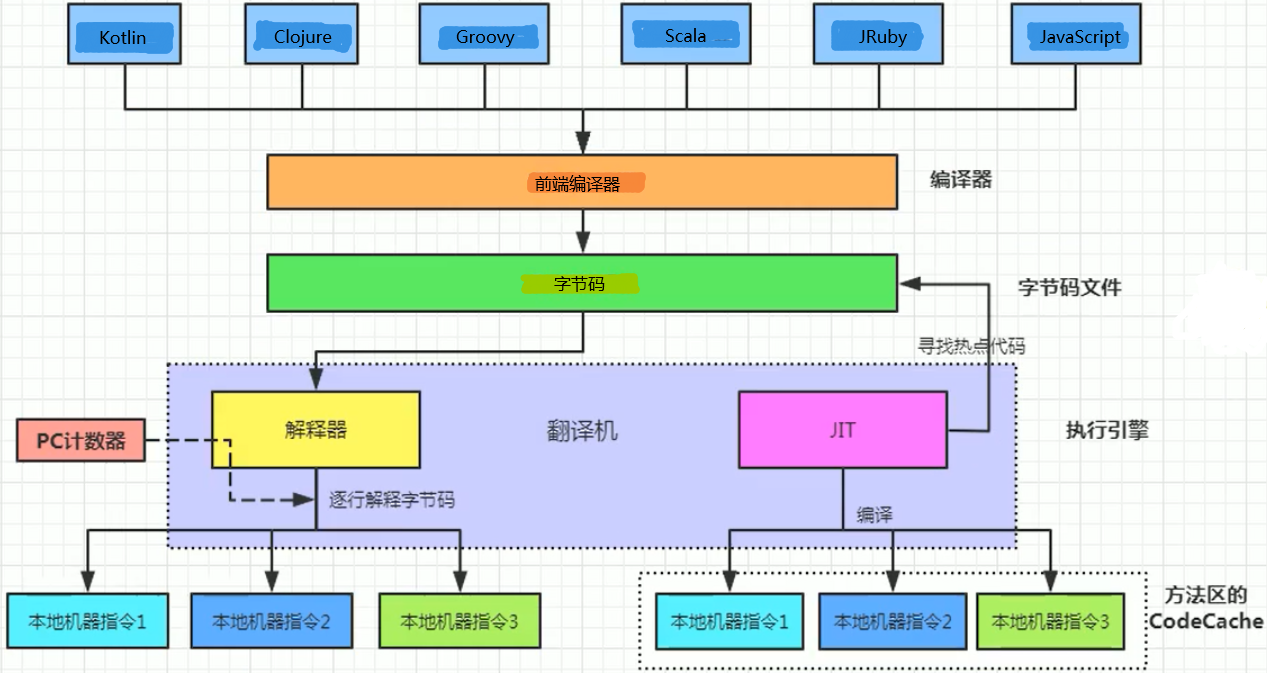 Kotlin
Clojure
Groovy
Scala
JRuby
JavaScript
前端编译器
编译器
字节码
字节码文件
寻找热点代码
解释器
翻译机
JIT
执行引擎
PC计数器
逐行解释字节码
编译
本地机器指令1
本地机器指令2
本地机器指令3
本地机器指令1
本地机器指令2
本地机器指令3
方法区的
CodeCache